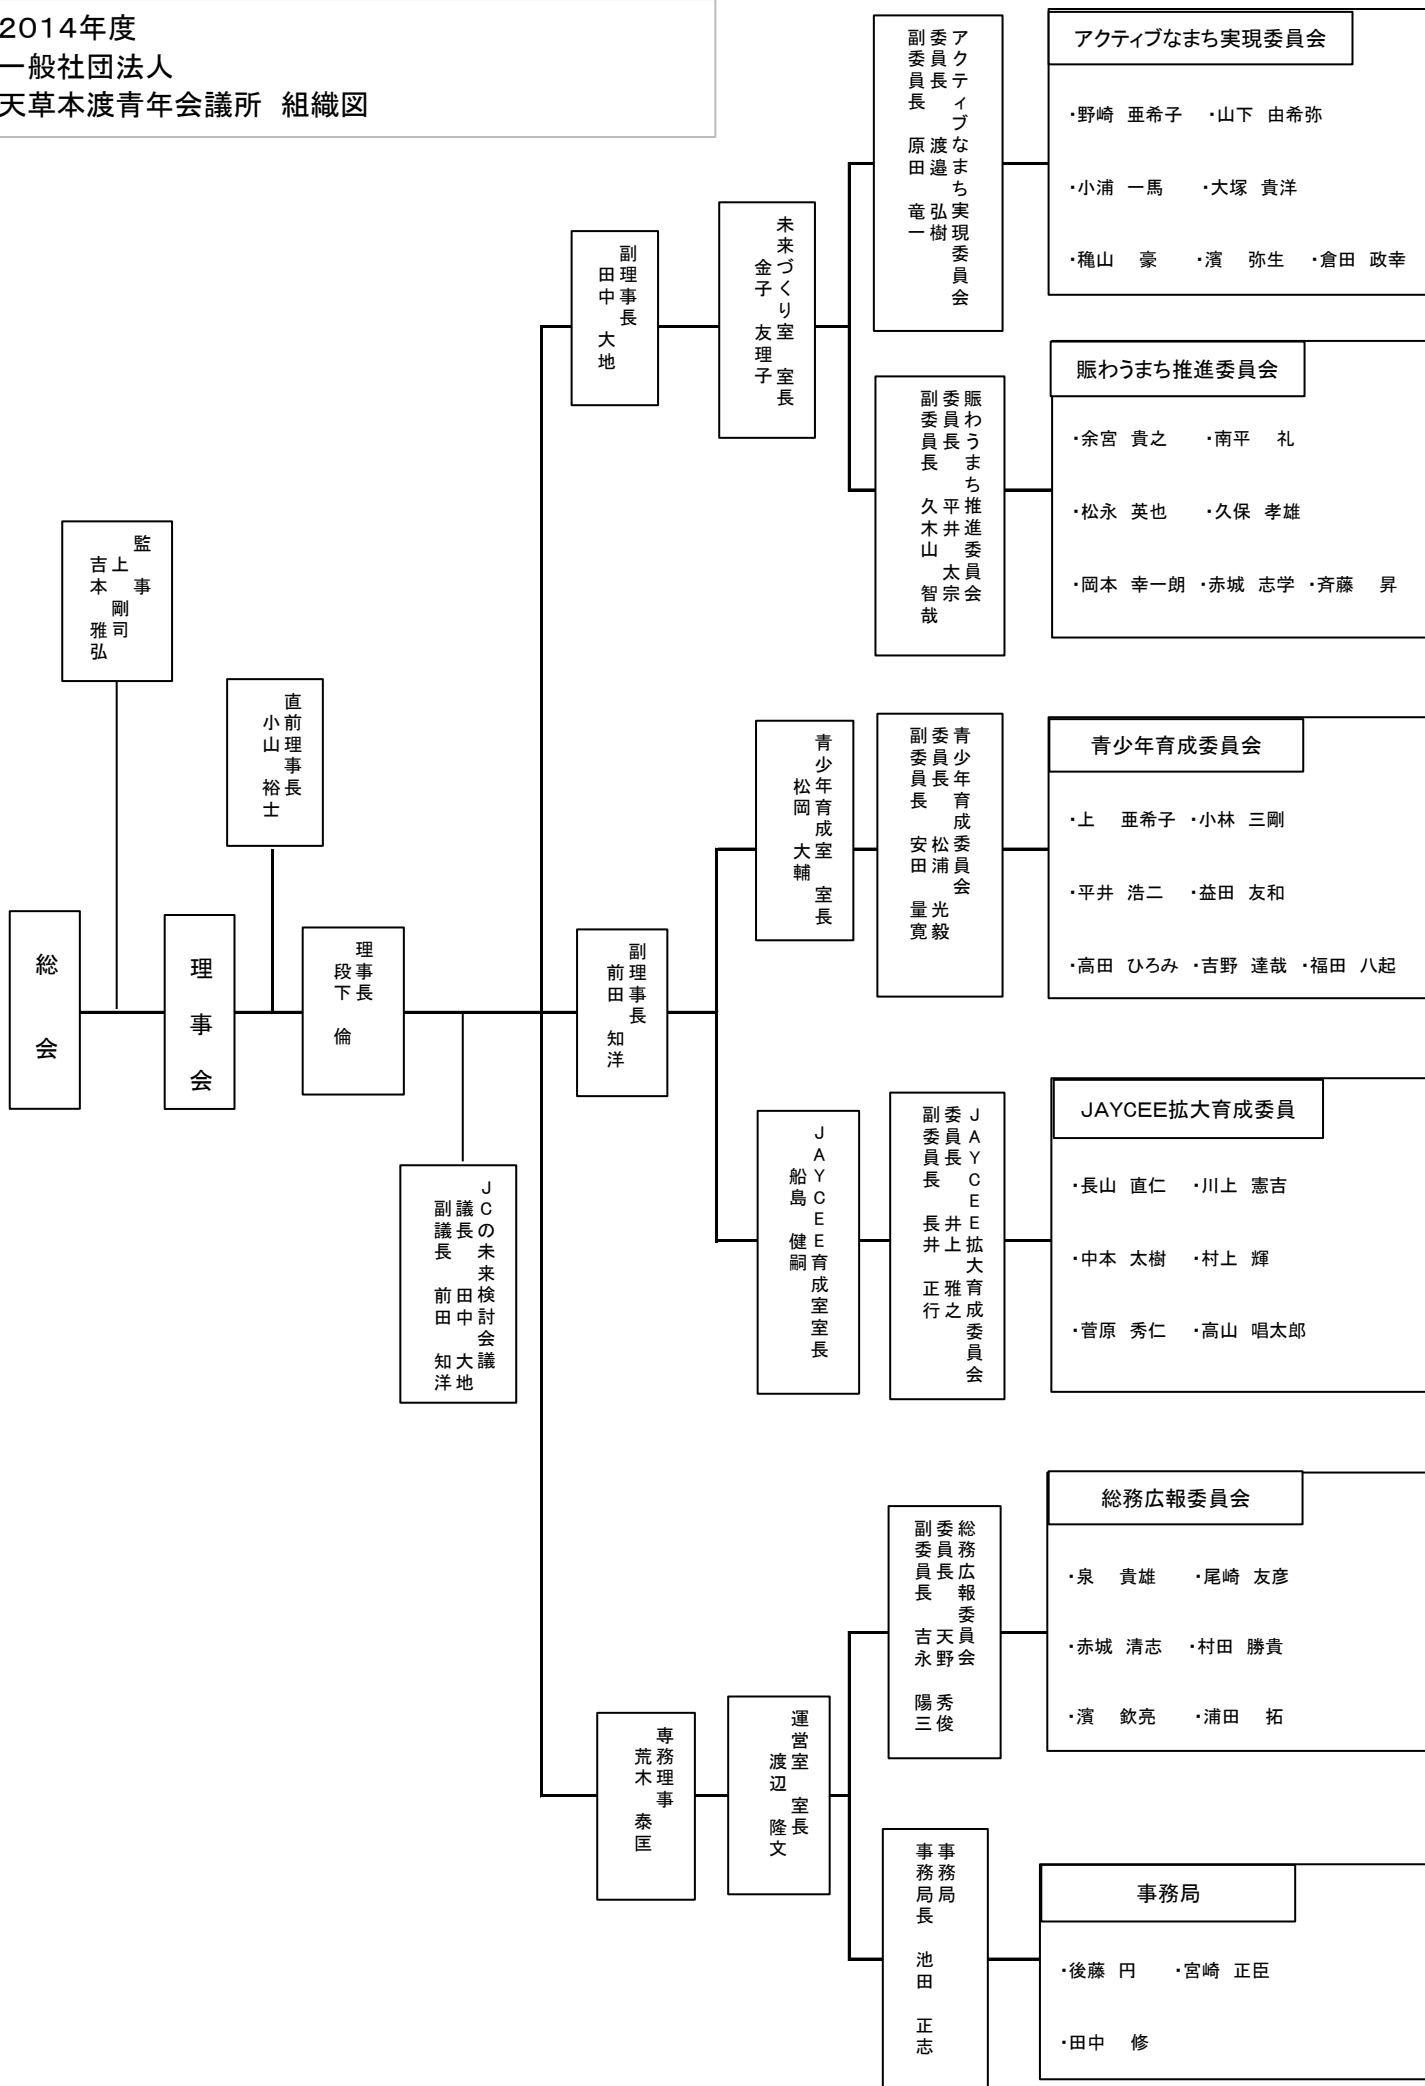 2014年度
一般社団法人
天草本渡青年会議所 組織図
総会
理事会
監 事
上 剛司
吉本 雅弘
直前理事長
小山 裕士
理事長
段下 倫
JCの未来検討会議
議長 田中 大地
副議長 前田 知洋
副理事長
田中 大地
未来づくり室 室長
金子 友理子
アクティブなまち実現委員会
委員長 渡邉 弘樹
副委員長 原田 竜一
アクティブなまち実現委員会
・野崎 亜希子 ・山下 由希弥
・小浦 一馬 ・大塚 貴洋
・穐山 豪 ・濱 弥生 ・倉田 政幸
賑わうまち推進委員会
委員長 平井 太宗
副委員長 久木山 智哉
賑わうまち推進委員会
・余宮 貴之 ・南平 礼
・松永 英也 ・久保 孝雄
・岡本 幸一朗 ・赤城 志学 ・斉藤 昇
副理事長
前田 知洋
青少年育成室 室長
松岡 大輔
青少年育成委員会
委員長 松浦 光毅
副委員長 安田 量寛
青少年育成委員会
・上 亜希子 ・小林 三剛
・平井 浩二 ・益田 友和
・高田 ひろみ ・吉野 達哉 ・福田 八起
JAYCEE育成室室長
船島 健嗣
JAYCEE拡大育成委員会
委員長 井上 雅之
副委員長 長井 正行
JAYCEE拡大育成委員
・長山 直仁 ・川上 憲吉
・中本 太樹 ・村上 輝
・菅原 秀仁 ・高山 唱太郎
専務理事
荒木 泰匡
運営室 室長
渡辺 隆文
総務広報委員会
委員長 天野 秀俊
副委員長 吉永 陽三
総務広報委員会
・泉 貴雄 ・尾崎 友彦
・赤城 清志 ・村田 勝貴
・濱 欽亮 ・浦田 拓
事務局
事務局長 池田 正志
事務局
・後藤 円 ・宮崎 正臣
・田中 修